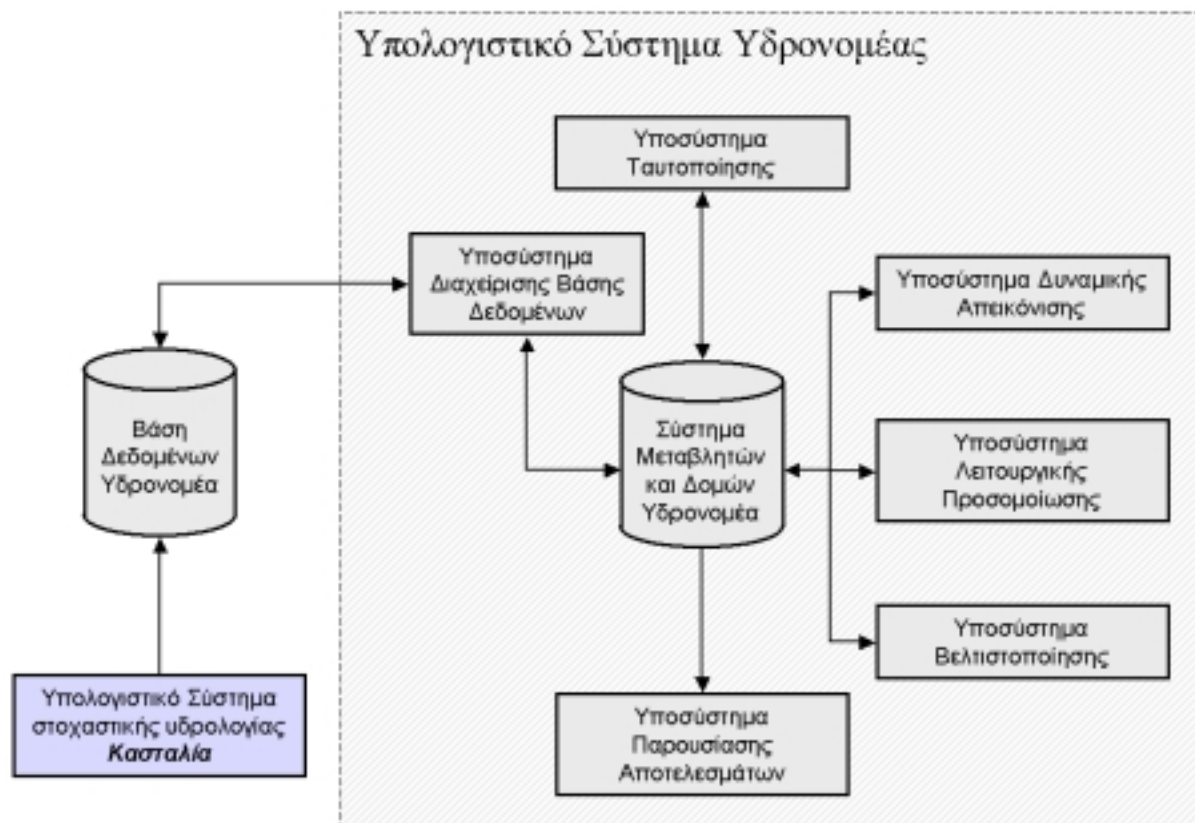 Υπολογιστικό Σύστημα Υδρονομέας
Υποσύστημα
Ταυτοποίησης
Υποσύστημα
Διαχείρισης Βάσης
Δεδομένων
Υποσύστημα Δυναμικής
Απεικόνισης
Βάση
Δεδομένων
Υδρονομέα
Σύστημα
Μεταβλητών
και Δομών
Υδρονομέα
Υποσύστημα
Λειτουργικής
Προσομοίωσης
Υποσύστημα
Βελτιστοποίησης
Υπολογιστικό Σύστημα
στοχαστικής υδρολογίας
Κασταλία
Υποσύστημα
Παρουσίασης
Αποτελεσμάτων